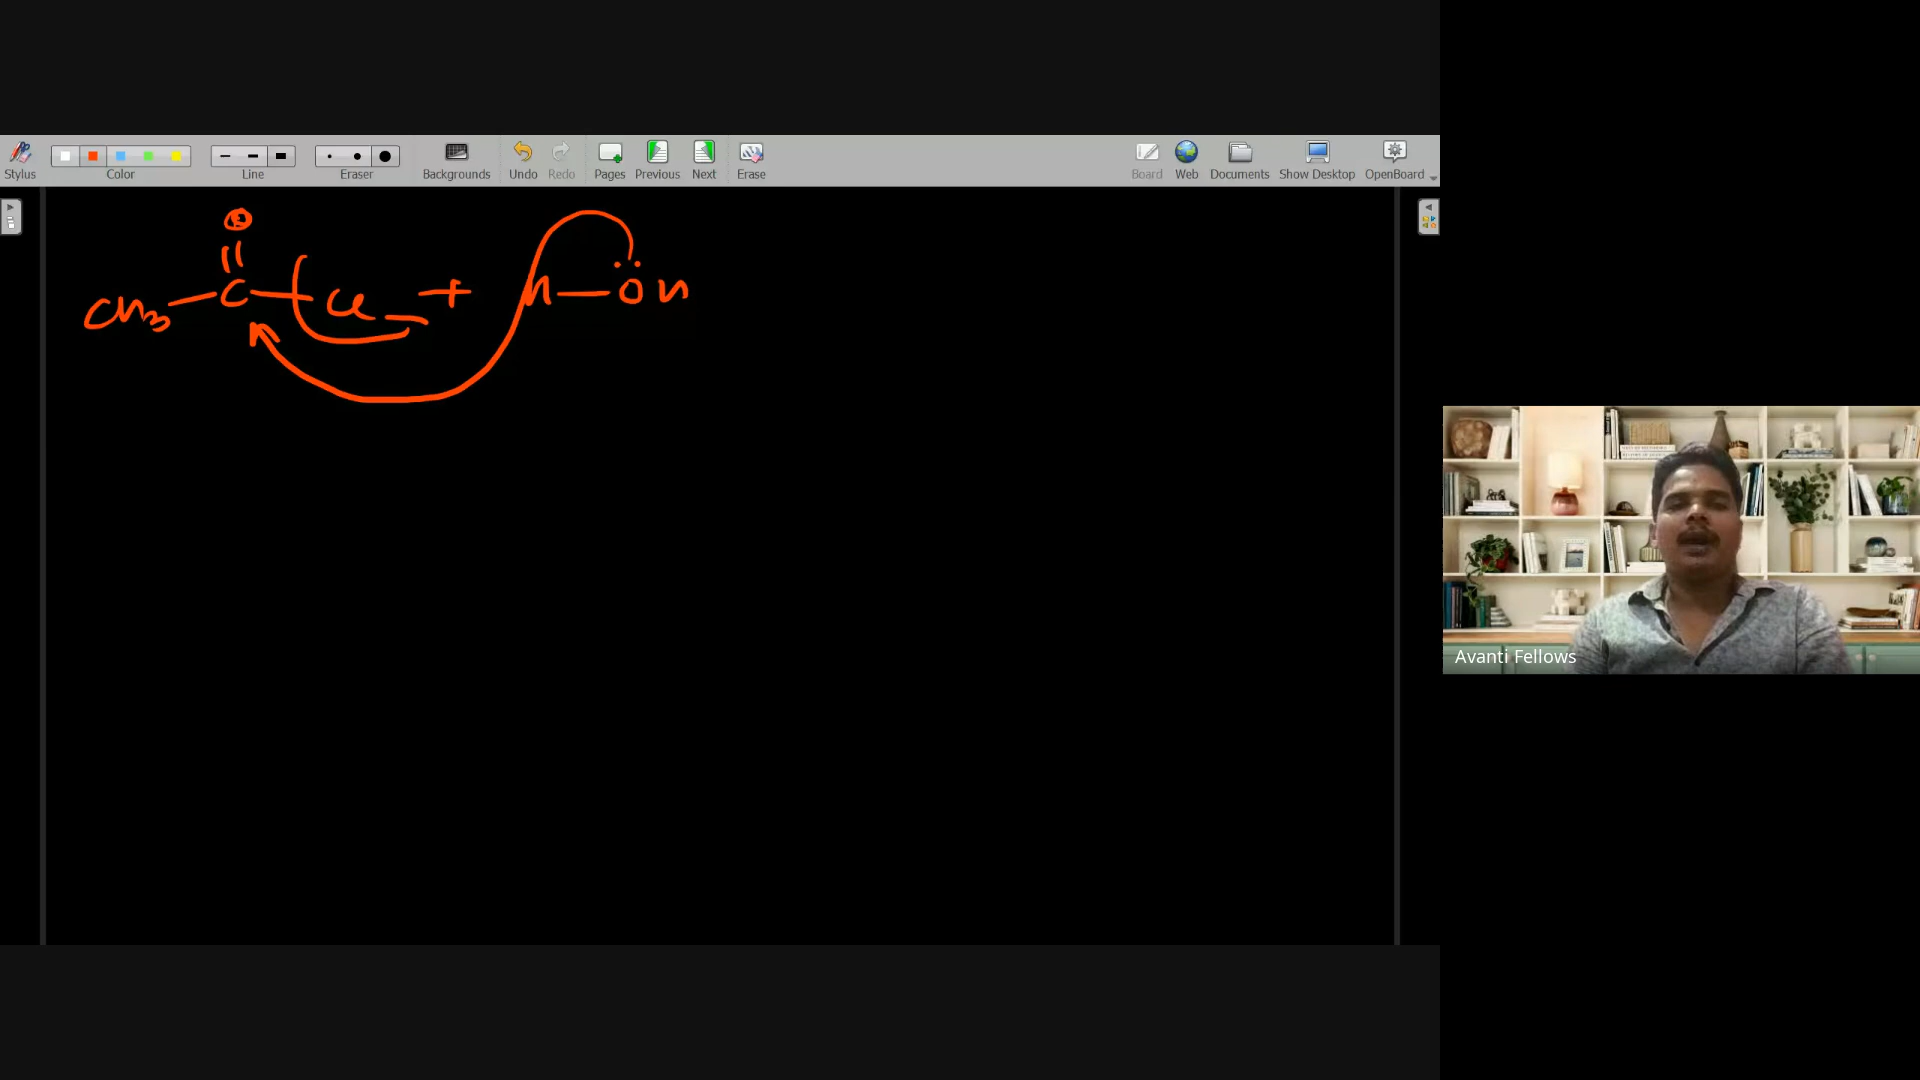 Stylus
Color
Line
Eraser
Backgrounds
Undo
Redo
Pages
Previous
Next
Erase
Board
Web
Documents
Show Desktop
OpenBoard
O
||
CH3 — C — Cl + H — Ö H
Avanti Fellows